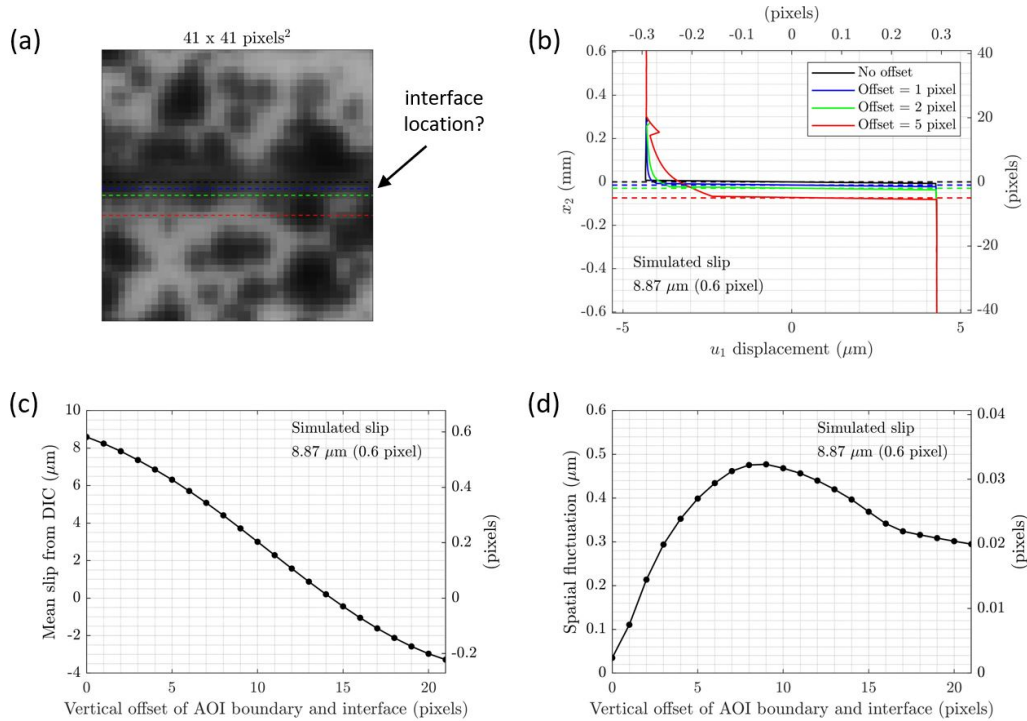 (a)
41 x 41 pixels²
interface
location?
(b)
(pixels)
-0.3 -0.2 -0.1 0 0.1 0.2 0.3
0.6
0.4
0.2
0
-0.2
-0.4
-0.6
x₂ (mm)
40
20
0
-20
-40
(pixels)
No offset
Offset = 1 pixel
Offset = 2 pixel
Offset = 5 pixel
Simulated slip
8.87 μm (0.6 pixel)
-5 0 5
u₁ displacement (μm)
(c)
10
8
6
4
2
0
-2
-4
Mean slip from DIC (μm)
Simulated slip
8.87 μm (0.6 pixel)
0.6
0.4
0.2
0
-0.2
(pixels)
0 5 10 15 20
Vertical offset of AOI boundary and interface (pixels)
(d)
0.6
0.5
0.4
0.3
0.2
0.1
0
Spatial fluctuation (μm)
Simulated slip
8.87 μm (0.6 pixel)
0.04
0.03
0.02
0.01
0
(pixels)
0 5 10 15 20
Vertical offset of AOI boundary and interface (pixels)